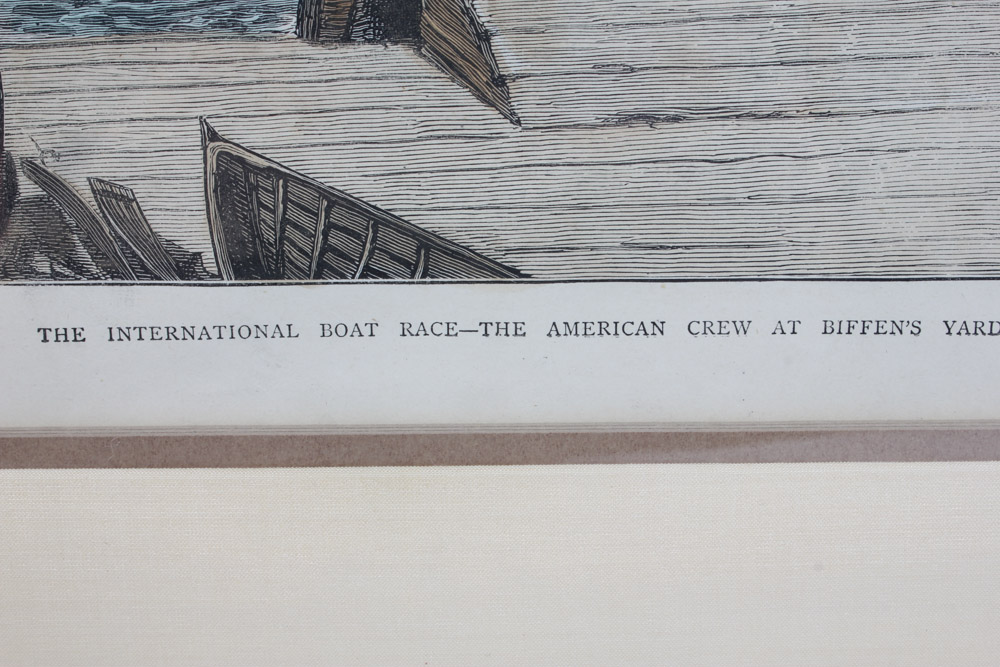 THE INTERNATIONAL BOAT RACE—THE AMERICAN CREW AT BIFFEN'S YARD